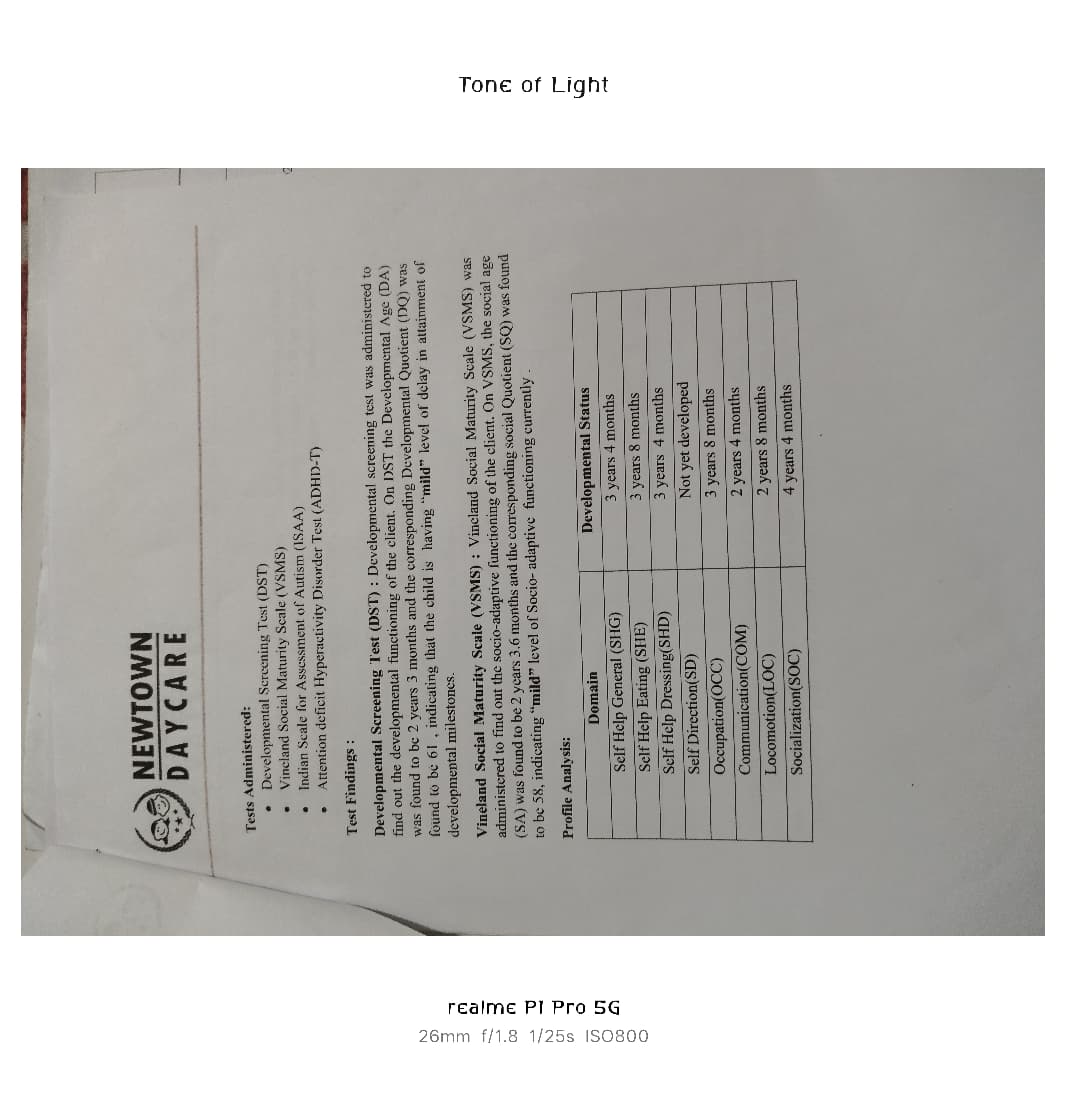 Tone of Light
NEWTOWN
DAYCARE
Tests Administered:
• Developmental Screening Test (DST)
• Vineland Social Maturity Scale (VSMS)
• Indian Scale for Assessment of Autism (ISAA)
• Attention deficit Hyperactivity Disorder Test (ADHD-T)
Test Findings :
Developmental Screening Test (DST) : Developmental screening test was administered to
find out the developmental functioning of the client. On DST the Developmental Age (DA)
was found to be 2 years 3 months and the corresponding Developmental Quotient (DQ) was
found to be 61 , indicating that the child is having “mild” level of delay in attainment of
developmental milestones.
Vineland Social Maturity Scale (VSMS) : Vineland Social Maturity Scale (VSMS) was
administered to find out the socio-adaptive functioning of the client. On VSMS, the social age
(SA) was found to be 2 years 3.6 months and the corresponding social Quotient (SQ) was found
to be 58, indicating “mild” level of Socio- adaptive functioning currently .
Profile Analysis:
Domain Developmental Status
Self Help General (SHG) 3 years 4 months
Self Help Eating (SHE) 3 years 8 months
Self Help Dressing(SHD) 3 years 4 months
Self Direction(SD) Not yet developed
Occupation(OCC) 3 years 8 months
Communication(COM) 2 years 4 months
Locomotion(LOC) 2 years 8 months
Socialization(SOC) 4 years 4 months
realme P1 Pro 5G
26mm f/1.8 1/25s ISO800